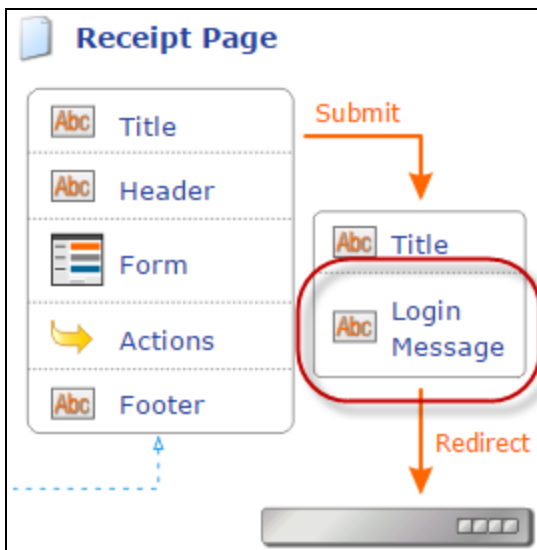 Receipt Page
Abc Title
Submit
Abc Header
Form
Actions
Abc Footer
Abc Title
Abc Login
Message
Redirect